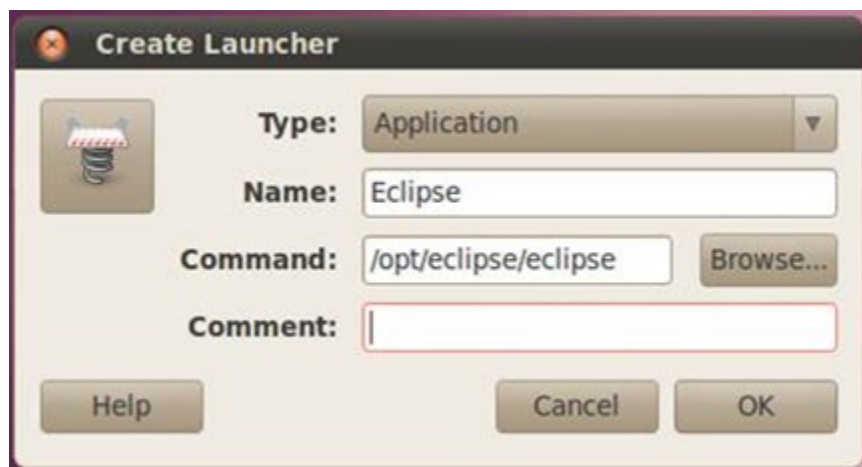 Create Launcher
Type: Application
Name: Eclipse
Command: /opt/eclipse/eclipse Browse...
Comment:
Help Cancel OK